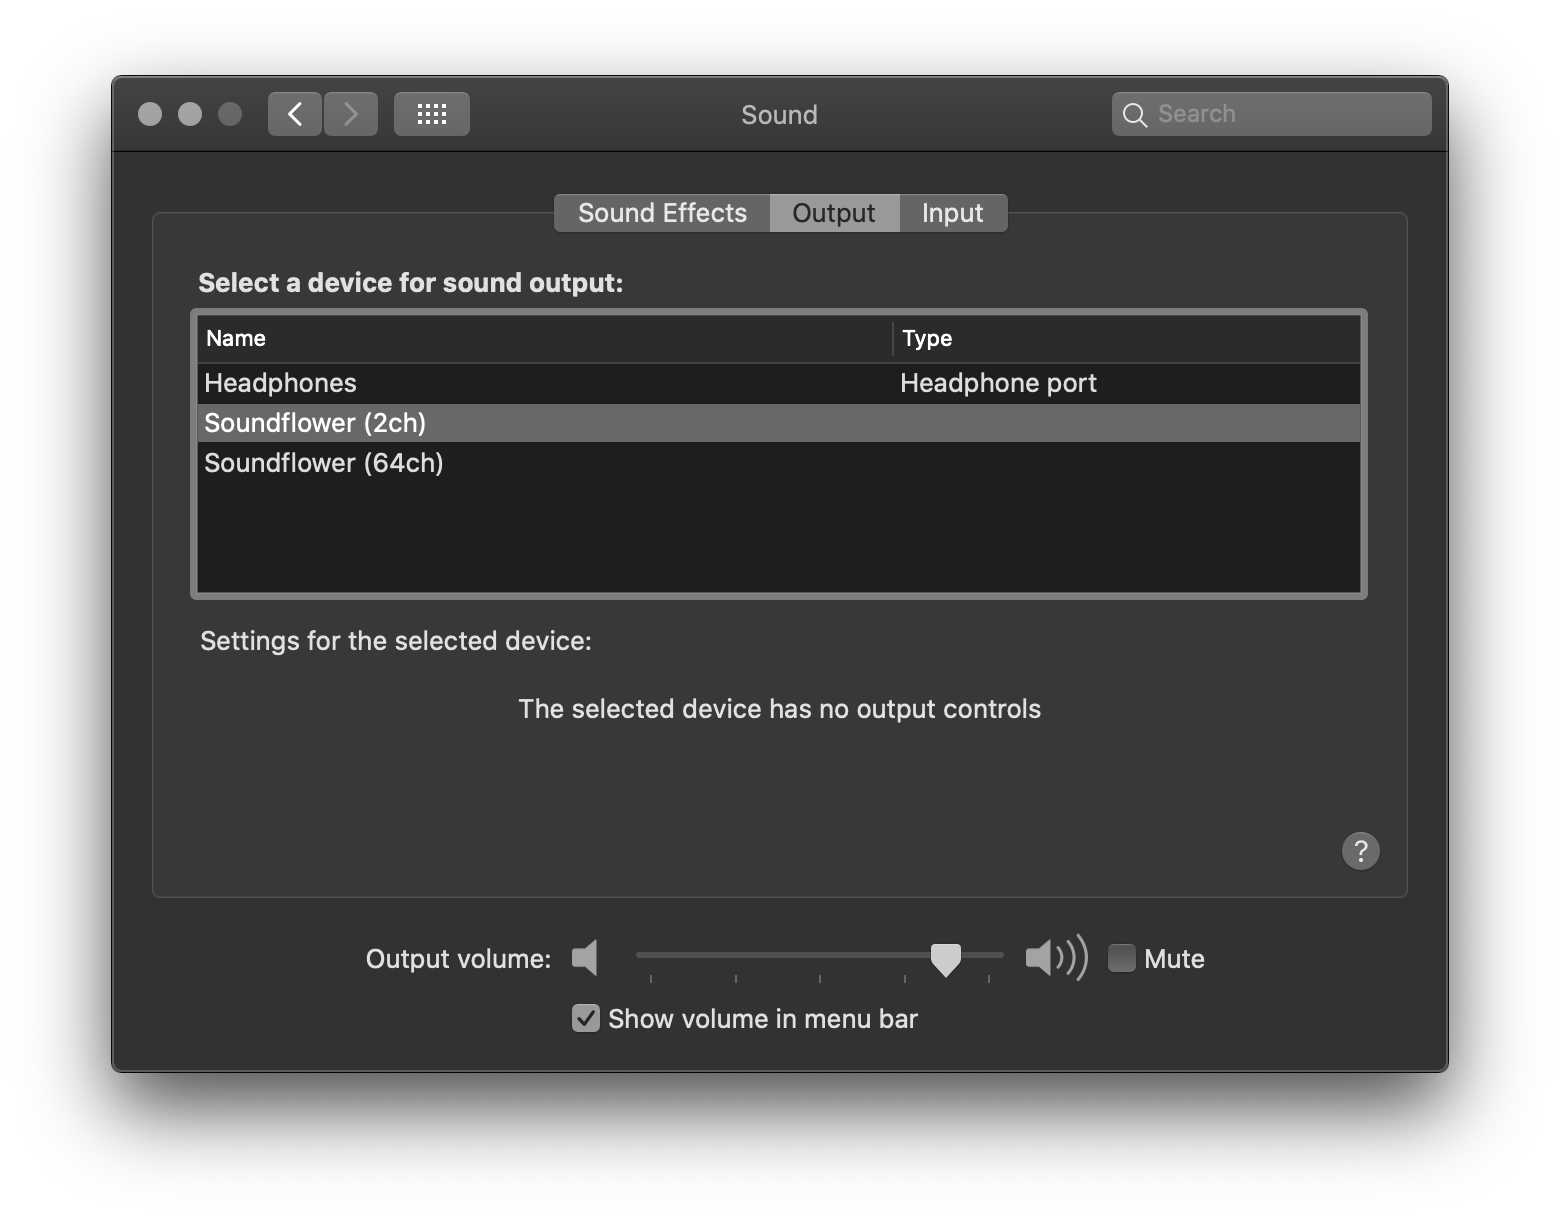 Sound
Search
Sound Effects Output Input
Select a device for sound output:
Name Type
Headphones Headphone port
Soundflower (2ch)
Soundflower (64ch)
Settings for the selected device:
The selected device has no output controls
?
Output volume: Mute
Show volume in menu bar